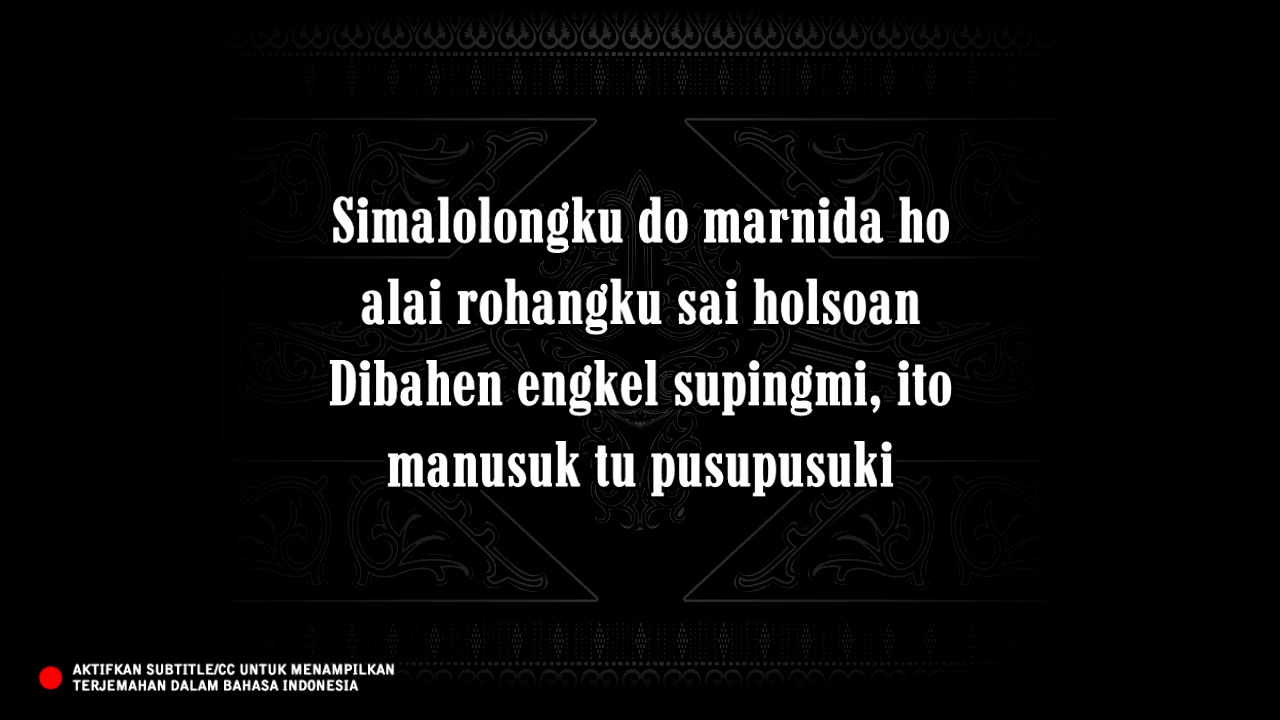 Simalolongku do marnida ho
alai rohangku sai holsoan
Dibahen engkel supingmi, ito
manusuk tu pusupusuki
AKTIFKAN SUBTITLE/CC UNTUK MENAMPILKAN
TERJEMAHAN DALAM BAHASA INDONESIA